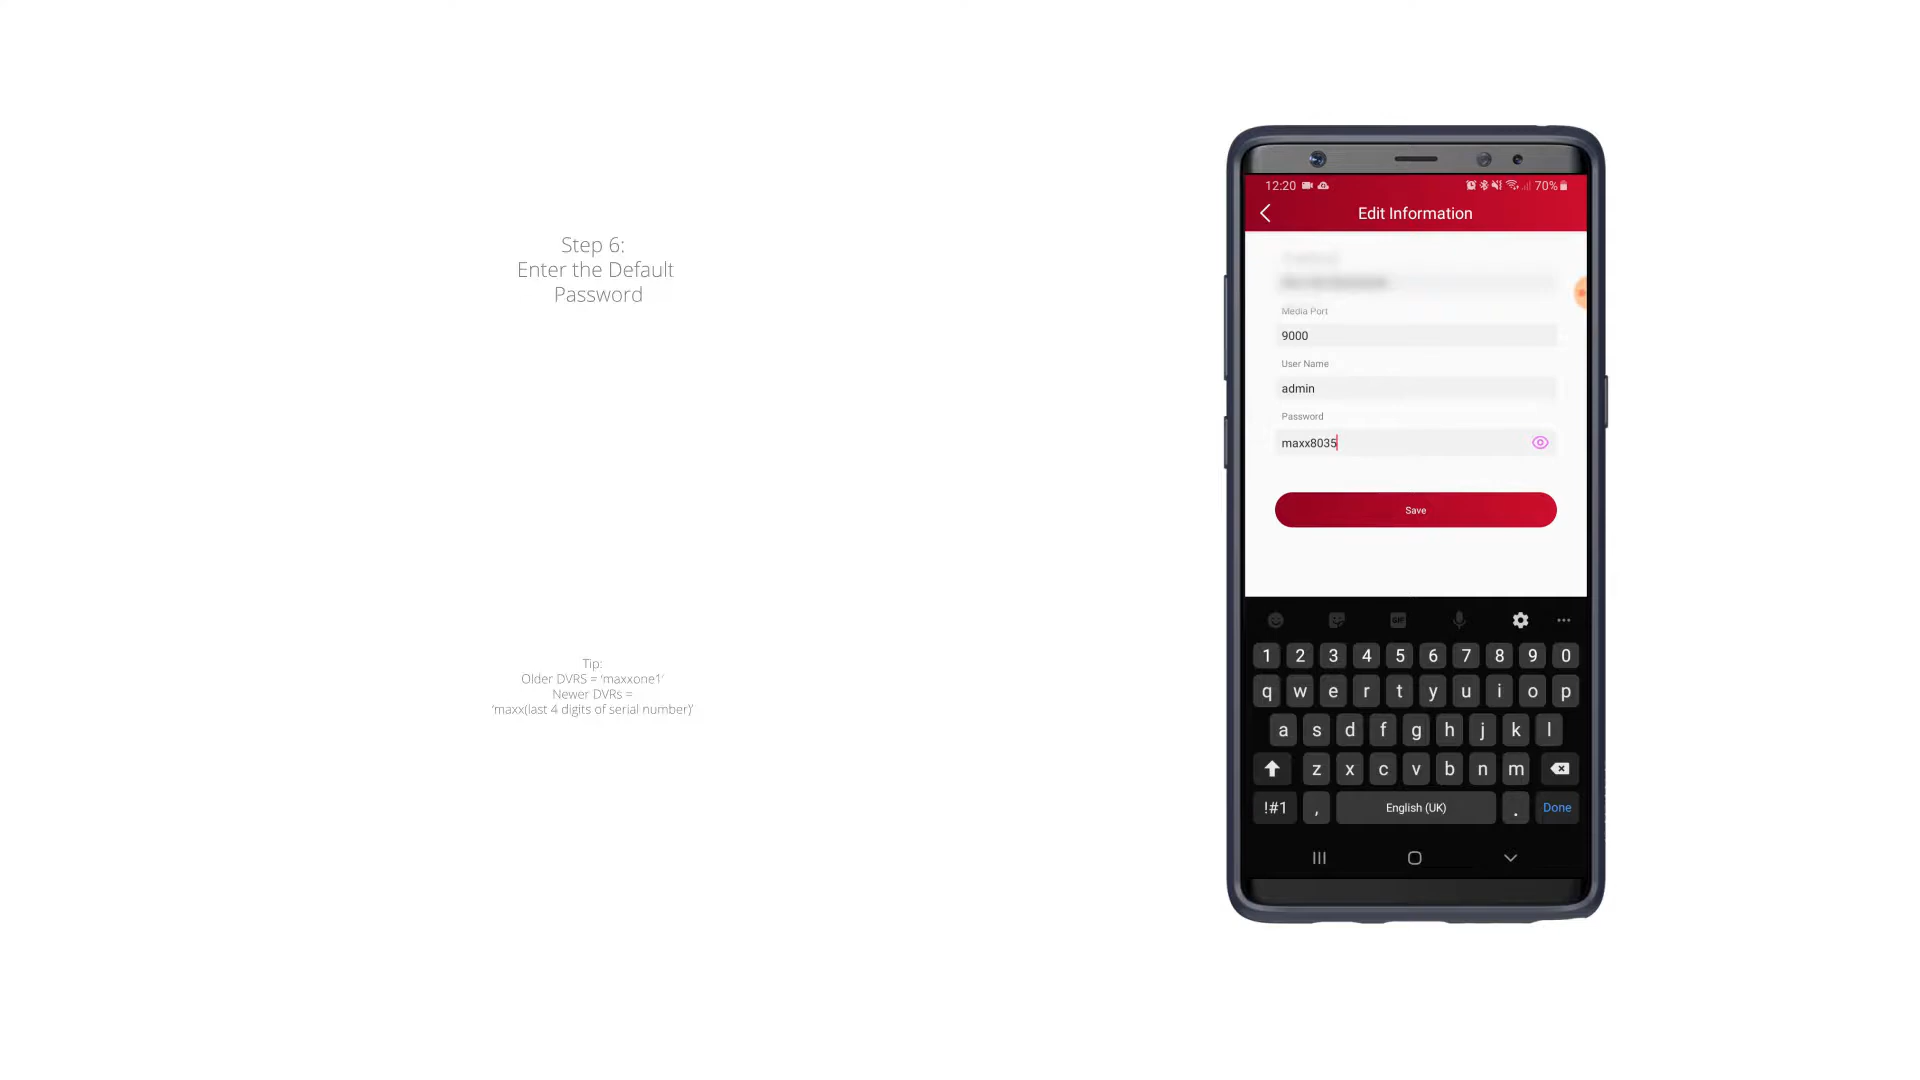 Step 6:
Enter the Default
Password
Tip:
Older DVRS = 'maxxone1'
Newer DVRs =
'maxx(last 4 digits of serial number)'
12:20 70%
Edit Information
Media Port
9000
User Name
admin
Password
maxx8035
Save
GIF
1 2 3 4 5 6 7 8 9 0
q w e r t y u i o p
a s d f g h j k l
z x c v b n m
!#1 , English (UK) . Done